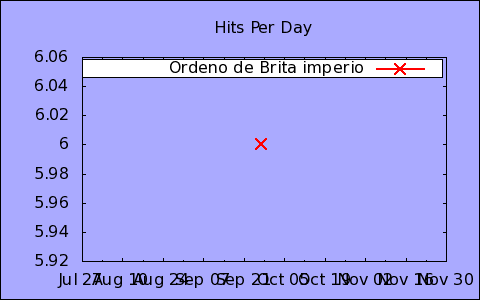 Hits Per Day
6.06
Ordeno de Brita imperio
6.04
6.02
6
5.98
5.96
5.94
5.92
Jul 27 Aug 10 Aug 24 Sep 07 Sep 21 Oct 05 Oct 19 Nov 02 Nov 16 Nov 30